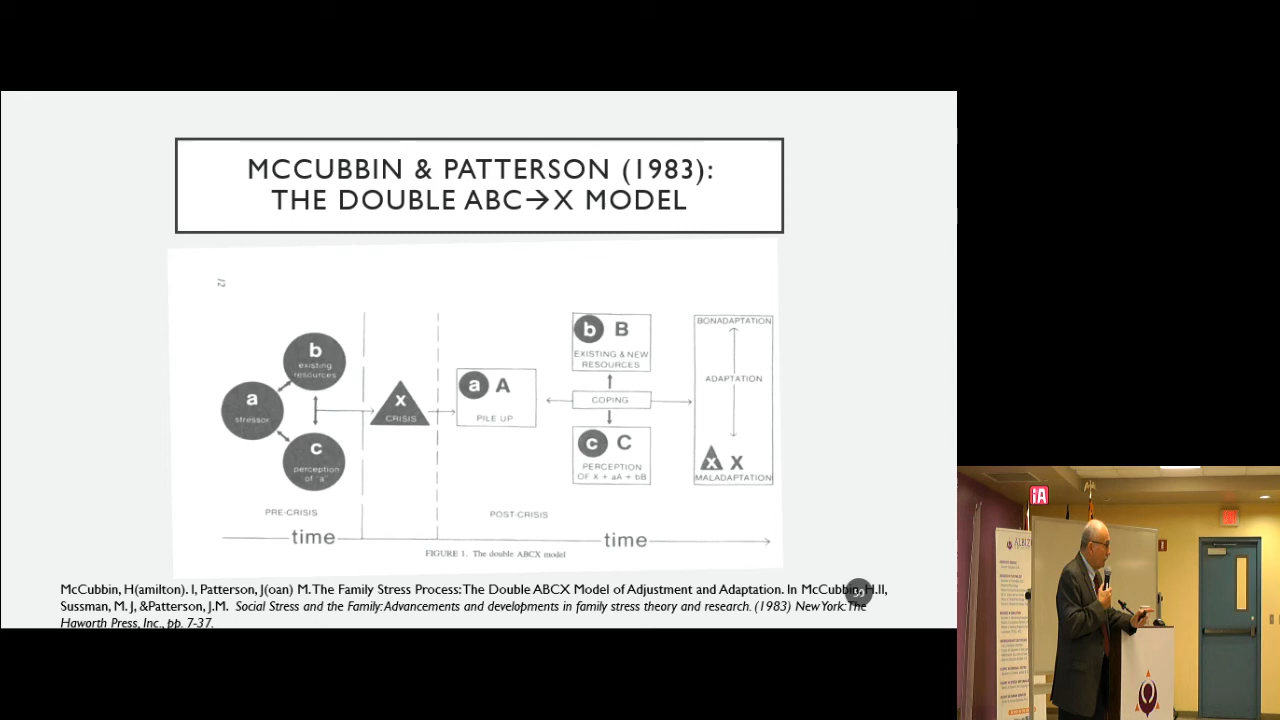 MCCUBBIN & PATTERSON (1983):
THE DOUBLE ABC→X MODEL
12
b
existing
resources
a
stressor
c
perception
of "a"
x
CRISIS
a A
PILE UP
b B
EXISTING & NEW
RESOURCES
COPING
c C
PERCEPTION
OF X + aA + bB
BONADAPTATION
ADAPTATION
x X
MALADAPTATION
PRE-CRISIS
POST-CRISIS
time
time
FIGURE 1. The double ABCX model
McCubbin, H(amilton). I, Patterson, J(oan) M. The Family Stress Process: The Double ABCX Model of Adjustment and Adaptation. In McCubbin, H.II,
Sussman, M. J, &Patterson, J.M. Social Stress and the Family: Advancements and developments in family stress theory and research. (1983) New York: The
Haworth Press, Inc., pp. 7-37.
iA
ALBIZU